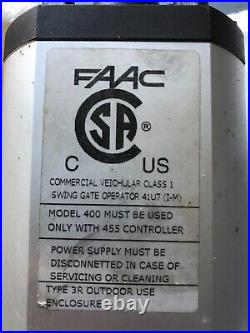 FAAC
CSA®
C US
COMMERCIAL VEICHULAR CLASS 1
SWING GATE OPERATOR 41U7 (I-M)
MODEL 400 MUST BE USED
ONLY WITH 455 CONTROLLER
POWER SUPPLY MUST BE
DISCONNETTED IN CASE OF
SERVICING OR CLEANING
TYPE 3R OUTDOOR USE
ENCLOSURE